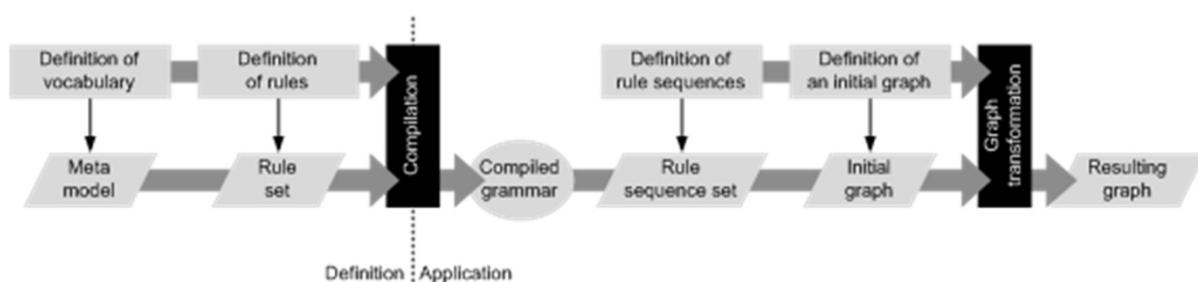 Definition of
vocabulary
Definition
of rules
Compilation
Definition of
rule sequences
Definition of
an initial graph
Graph
transformation
Meta
model
Rule
set
Compiled
grammar
Rule
sequence set
Initial
graph
Resulting
graph
Definition
Application